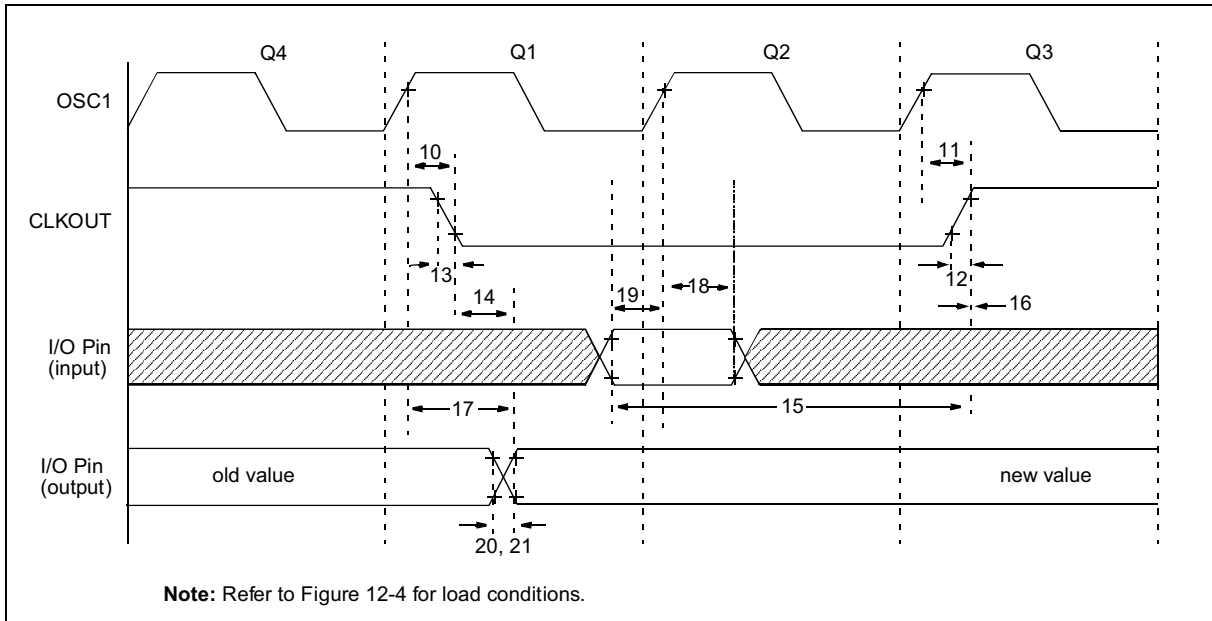 Q4 Q1 Q2 Q3
OSC1
10 11
CLKOUT
13 12
14 19 18 16
I/O Pin
(input)
17 15
I/O Pin
(output)
old value new value
20, 21
Note: Refer to Figure 12-4 for load conditions.